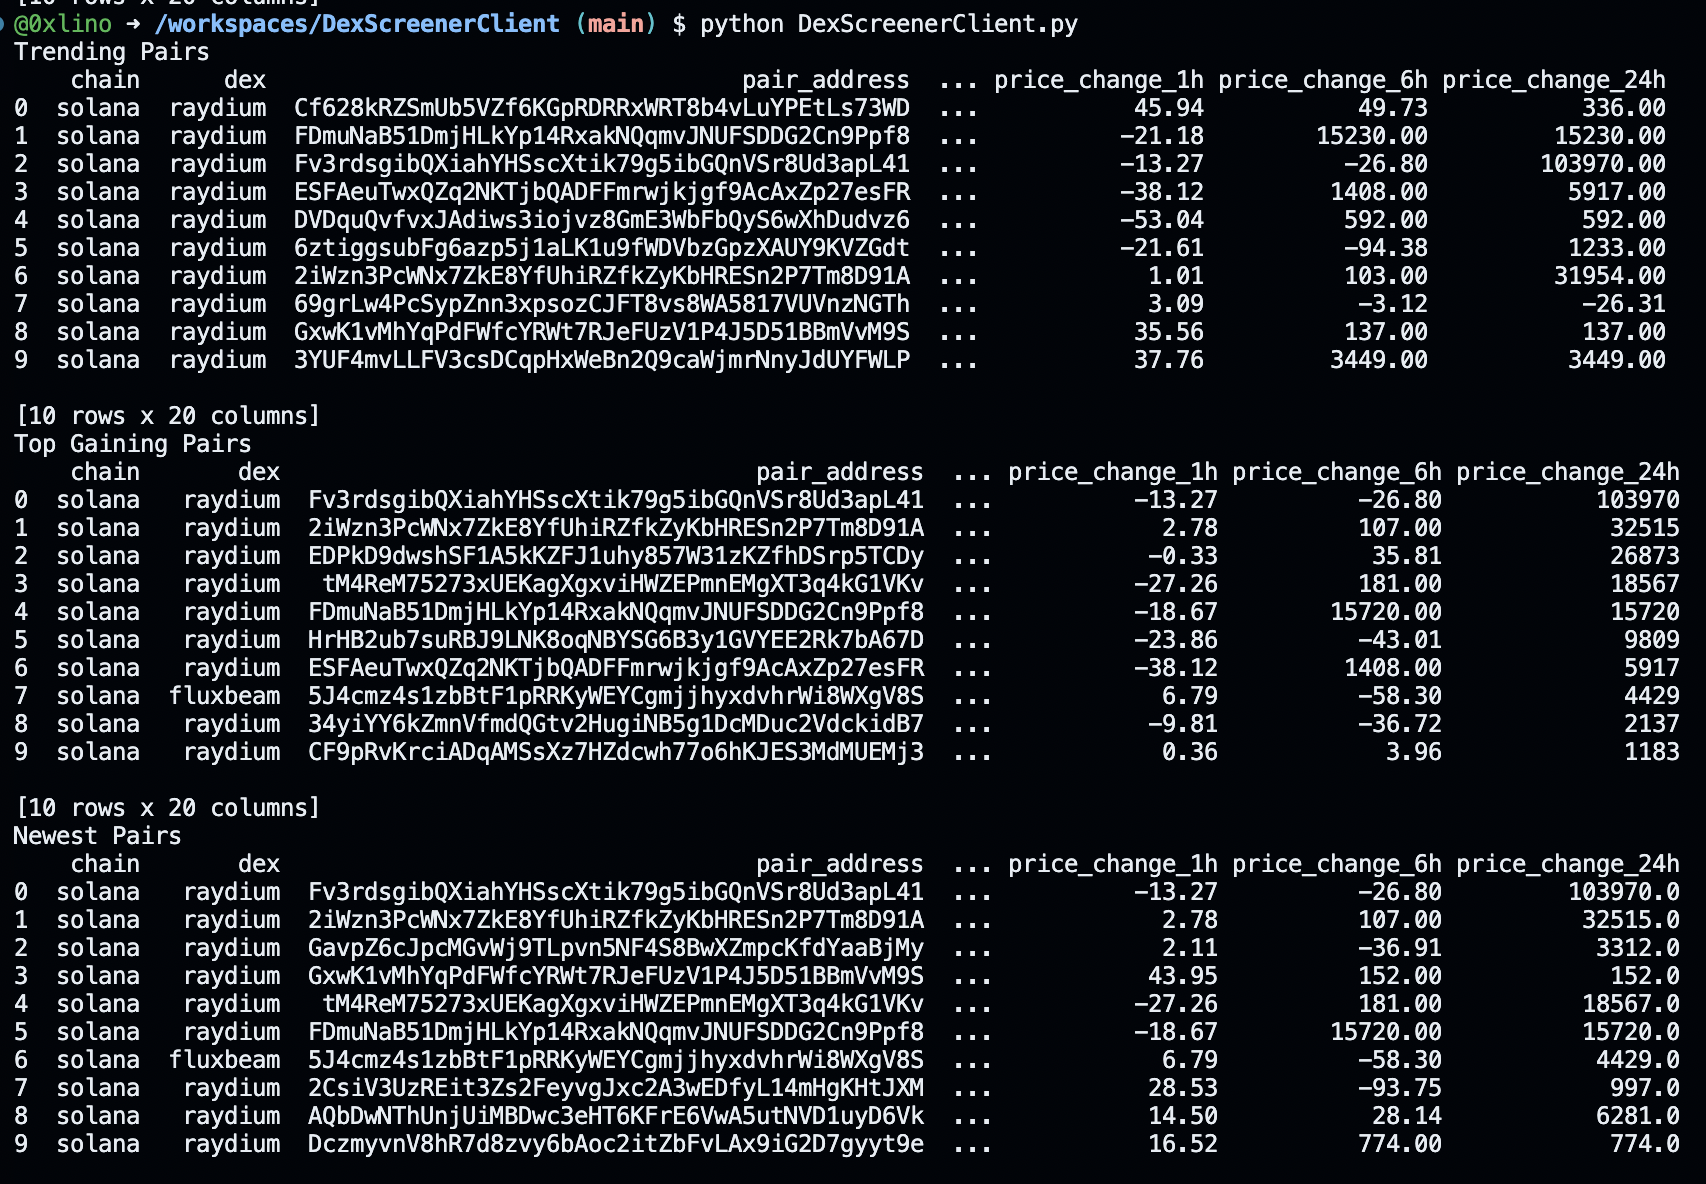 [10 rows x 20 columns]
@0xlino ➜ /workspaces/DexScreenerClient (main) $ python DexScreenerClient.py
Trending Pairs
    chain      dex                                  pair_address  ... price_change_1h price_change_6h price_change_24h
0  solana  raydium  Cf628kRZSmUb5VZf6KGpRDRRxWRT8b4vLuYPEtLs73WD  ...           45.94           49.73           336.00
1  solana  raydium  FDmuNaB51DmjHLkYp14RxakNQqmvJNUFSDDG2Cn9Ppf8  ...          -21.18        15230.00         15230.00
2  solana  raydium  Fv3rdsgibQXiahYHSscXtik79g5ibGQnVSr8Ud3apL41  ...          -13.27          -26.80        103970.00
3  solana  raydium  ESFAeuTwxQZq2NKTjbQADFFmrwjkjgf9AcAxZp27esFR  ...          -38.12         1408.00          5917.00
4  solana  raydium  DVDquQvfvxJAdiws3iojvz8GmE3WbFbQyS6wXhDudvz6  ...          -53.04          592.00           592.00
5  solana  raydium  6ztiggsubFg6azp5j1aLK1u9fWDVbzGpzXAUY9KVZGdt  ...          -21.61          -94.38          1233.00
6  solana  raydium  2iWzn3PcWNx7ZkE8YfUhiRZfkZyKbHRESn2P7Tm8D91A  ...            1.01          103.00         31954.00
7  solana  raydium  69grLw4PcSypZnn3xpsozCJFT8vs8WA5817VUVnzNGTh  ...            3.09           -3.12           -26.31
8  solana  raydium  GxwK1vMhYqPdFWfcYRWt7RJeFUzV1P4J5D51BBmVvM9S  ...           35.56          137.00           137.00
9  solana  raydium  3YUF4mvLLFV3csDCqpHxWeBn2Q9caWjmrNnyJdUYFWLP  ...           37.76         3449.00          3449.00
[10 rows x 20 columns]
Top Gaining Pairs
    chain       dex                                  pair_address  ... price_change_1h price_change_6h price_change_24h
0  solana   raydium  Fv3rdsgibQXiahYHSscXtik79g5ibGQnVSr8Ud3apL41  ...          -13.27          -26.80           103970
1  solana   raydium  2iWzn3PcWNx7ZkE8YfUhiRZfkZyKbHRESn2P7Tm8D91A  ...            2.78          107.00            32515
2  solana   raydium  EDPkD9dwshSF1A5kKZFJ1uhy857W31zKZfhDSrp5TCDy  ...           -0.33           35.81            26873
3  solana   raydium   tM4ReM75273xUEKagXgxviHWZEPmnEMgXT3q4kG1VKv  ...          -27.26          181.00            18567
4  solana   raydium  FDmuNaB51DmjHLkYp14RxakNQqmvJNUFSDDG2Cn9Ppf8  ...          -18.67        15720.00            15720
5  solana   raydium  HrHB2ub7suRBJ9LNK8oqNBYSG6B3y1GVYEE2Rk7bA67D  ...          -23.86          -43.01             9809
6  solana   raydium  ESFAeuTwxQZq2NKTjbQADFFmrwjkjgf9AcAxZp27esFR  ...          -38.12         1408.00             5917
7  solana  fluxbeam  5J4cmz4s1zbBtF1pRRKyWEYCgmjjhyxdvhrWi8WXgV8S  ...            6.79          -58.30             4429
8  solana   raydium  34yiYY6kZmnVfmdQGtv2HugiNB5g1DcMDuc2VdckidB7  ...           -9.81          -36.72             2137
9  solana   raydium  CF9pRvKrciADqAMSsXz7HZdcwh77o6hKJES3MdMUEMj3  ...            0.36            3.96             1183
[10 rows x 20 columns]
Newest Pairs
    chain       dex                                  pair_address  ... price_change_1h price_change_6h price_change_24h
0  solana   raydium  Fv3rdsgibQXiahYHSscXtik79g5ibGQnVSr8Ud3apL41  ...          -13.27          -26.80         103970.0
1  solana   raydium  2iWzn3PcWNx7ZkE8YfUhiRZfkZyKbHRESn2P7Tm8D91A  ...            2.78          107.00          32515.0
2  solana   raydium  GavpZ6cJpcMGvWj9TLpvn5NF4S8BwXZmpcKfdYaaBjMy  ...            2.11          -36.91           3312.0
3  solana   raydium  GxwK1vMhYqPdFWfcYRWt7RJeFUzV1P4J5D51BBmVvM9S  ...           43.95          152.00            152.0
4  solana   raydium   tM4ReM75273xUEKagXgxviHWZEPmnEMgXT3q4kG1VKv  ...          -27.26          181.00          18567.0
5  solana   raydium  FDmuNaB51DmjHLkYp14RxakNQqmvJNUFSDDG2Cn9Ppf8  ...          -18.67        15720.00          15720.0
6  solana  fluxbeam  5J4cmz4s1zbBtF1pRRKyWEYCgmjjhyxdvhrWi8WXgV8S  ...            6.79          -58.30           4429.0
7  solana   raydium  2CsiV3UzREit3Zs2FeyvgJxc2A3wEDfyL14mHgKHtJXM  ...           28.53          -93.75            997.0
8  solana   raydium  AQbDwNThUnjUiMBDwc3eHT6KFrE6VwA5utNVD1uyD6Vk  ...           14.50           28.14           6281.0
9  solana   raydium  DczmyvnV8hR7d8zvy6bAoc2itZbFvLAx9iG2D7gyyt9e  ...           16.52          774.00            774.0